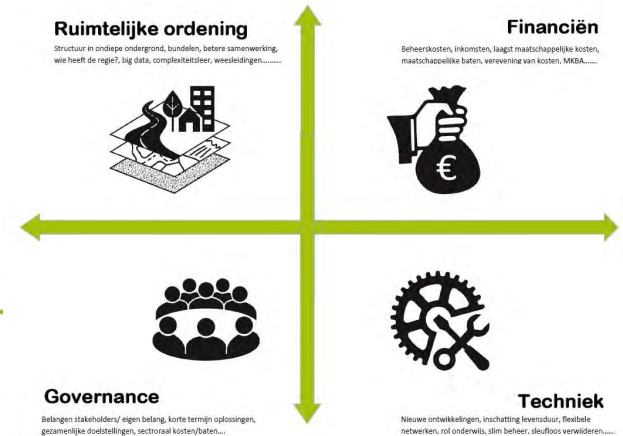 Ruimtelijke ordening
Structuur in ondiepe ondergrond, bundelen, betere samenwerking,
wie heeft de regie?, big data, complexiteitsleer, weesleidingen..........
Financiën
Beheerskosten, inkomsten, laagst maatschappelijke kosten,
maatschappelijke baten, verevening van kosten, MKBA.......
€
Governance
Belangen stakeholders/ eigen belang, korte termijn oplossingen,
gezamenlijke doelstellingen, sectroraal kosten/baten....
Techniek
Nieuwe ontwikkelingen, inschatting levensduur, flexibele
netwerken, rol onderwijs, slim beheer, sleufloos verwijderen......